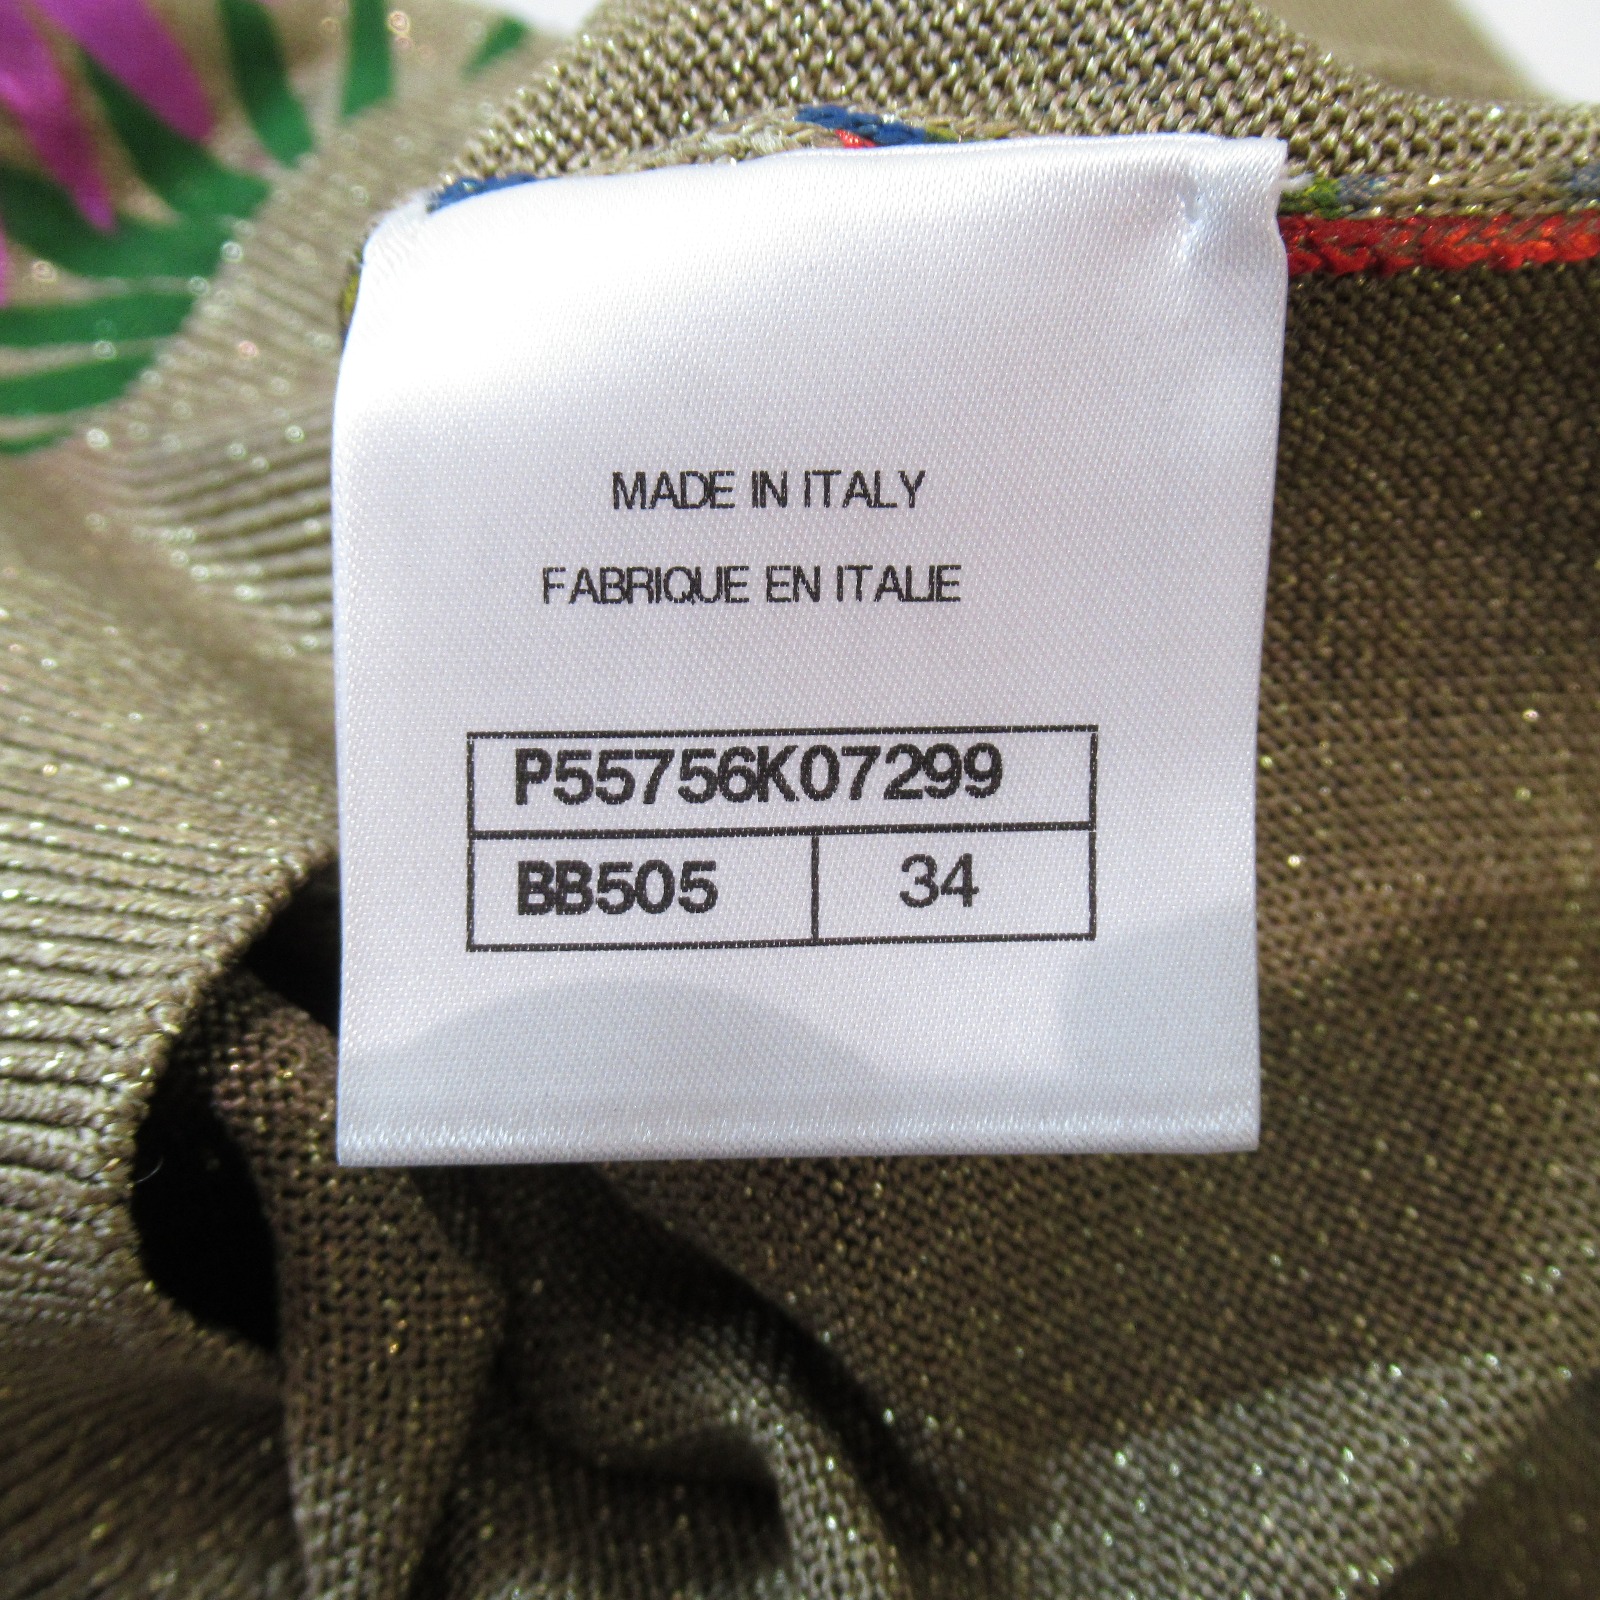 MADE IN ITALY
FABRIQUE EN ITALIE
P55756K07299
BB505 34